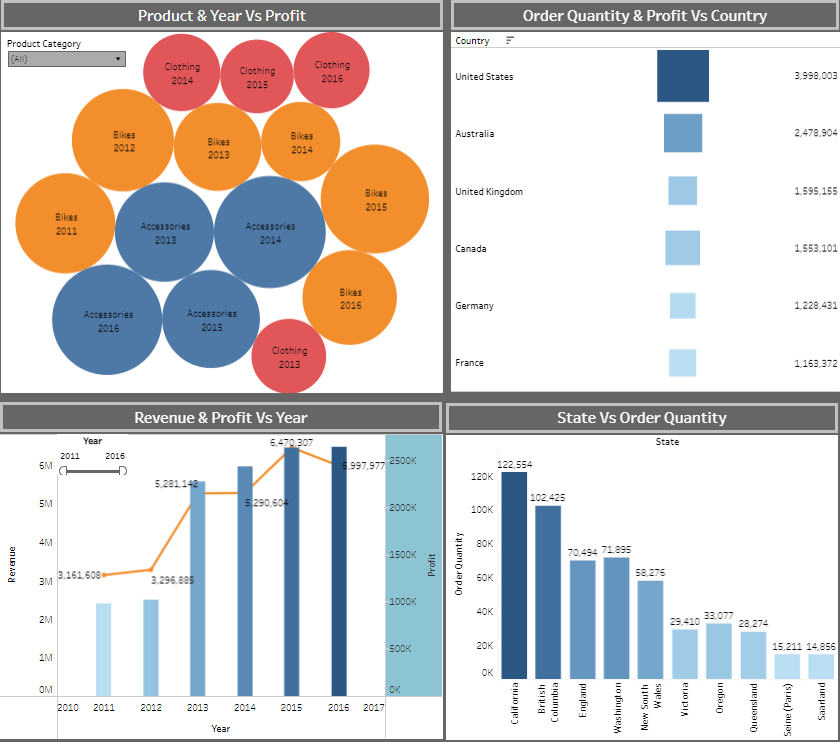 Product & Year Vs Profit
Product Category
(All)
Clothing
2014
Clothing
2015
Clothing
2016
Bikes
2012
Bikes
2013
Bikes
2014
Bikes
2015
Bikes
2011
Accessories
2013
Accessories
2014
Bikes
2016
Accessories
2016
Accessories
2015
Clothing
2013
Order Quantity & Profit Vs Country
Country
United States 3,998,003
Australia 2,478,904
United Kingdom 1,595,155
Canada 1,553,101
Germany 1,228,431
France 1,163,372
Revenue & Profit Vs Year
Year
2011 2016
6M
5M
4M
3M
2M
1M
0M
Revenue
3,161,608
3,296,885
5,281,142
5,290,604
6,470,307
5,997,977
2500K
2000K
1500K
1000K
500K
0K
Profit
2010 2011 2012 2013 2014 2015 2016 2017
Year
State Vs Order Quantity
State
120K
100K
80K
60K
40K
20K
0K
Order Quantity
122,554
102,425
70,494
71,895
58,276
29,410
33,077
28,274
15,211
14,856
California
British
Columbia
England
Washington
New South
Wales
Victoria
Oregon
Queensland
Seine (Paris)
Saarland